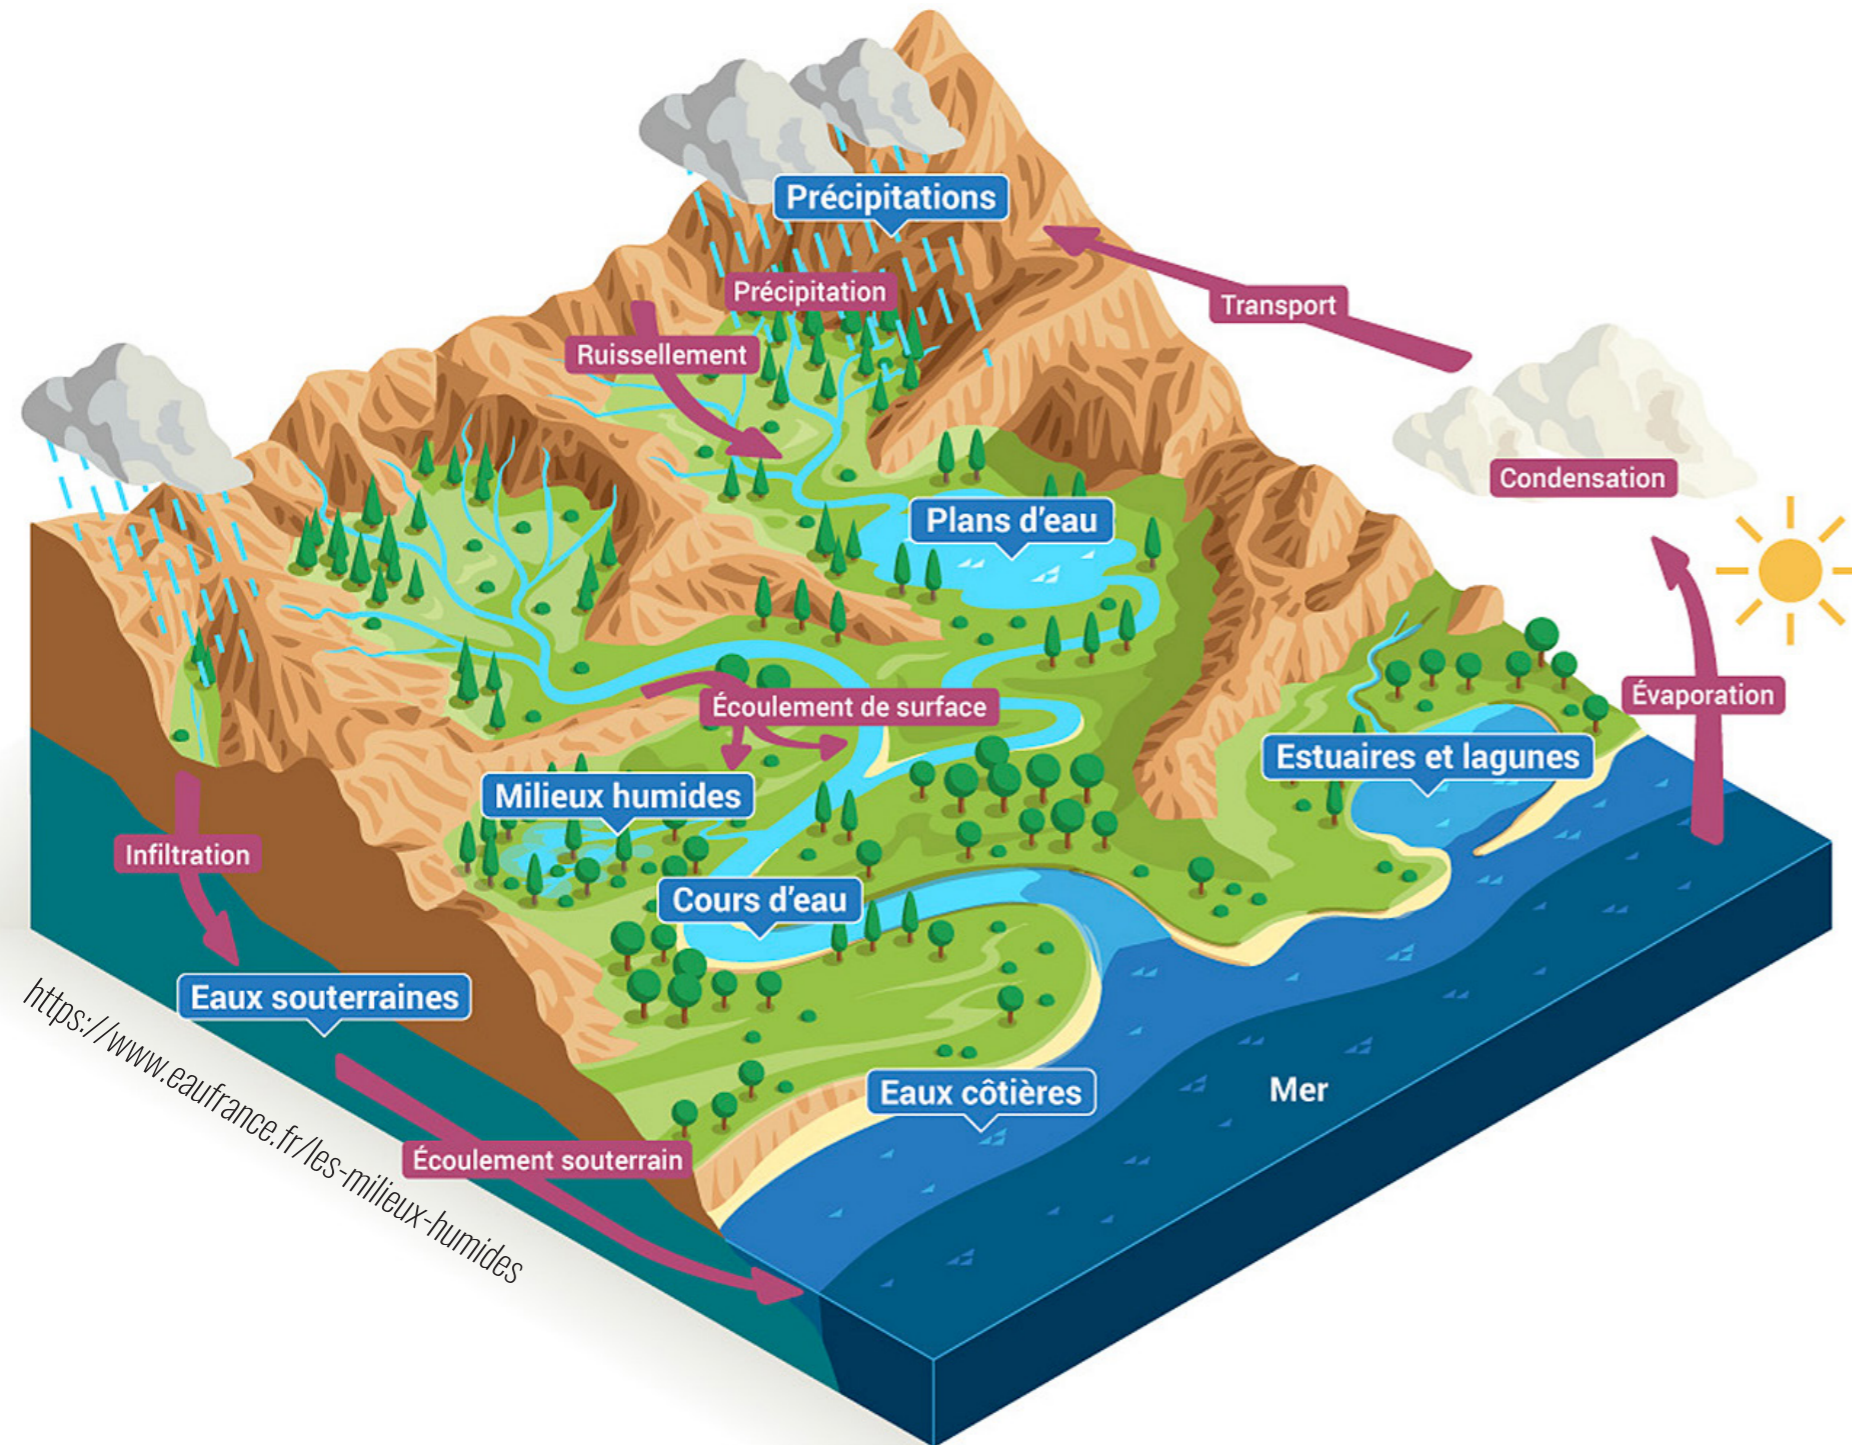 Précipitations
Précipitation
Transport
Ruissellement
Condensation
Plans d'eau
Évaporation
Écoulement de surface
Estuaires et lagunes
Milieux humides
Infiltration
Cours d'eau
Eaux souterraines
https://www.eaufrance.fr/les-milieux-humides
Eaux côtières
Mer
Écoulement souterrain